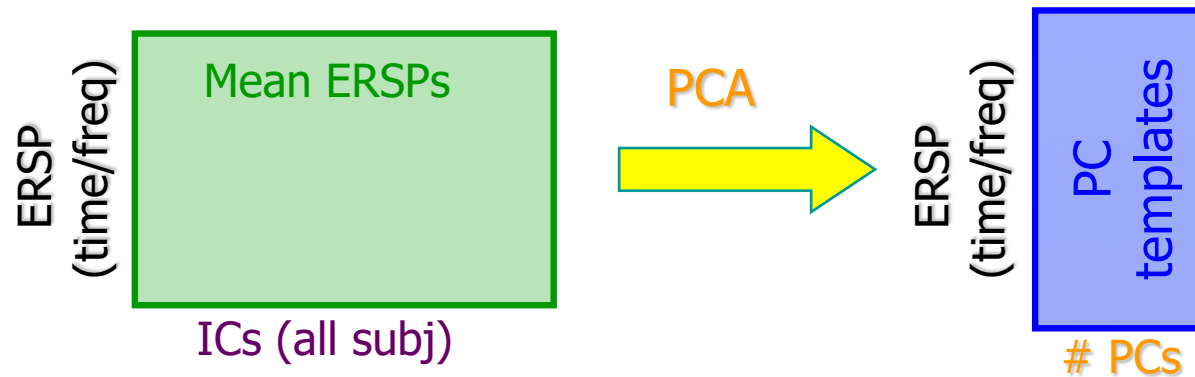 ERSP
(time/freq)
Mean ERSPs
ICs (all subj)
PCA
ERSP
(time/freq)
PC
templates
# PCs